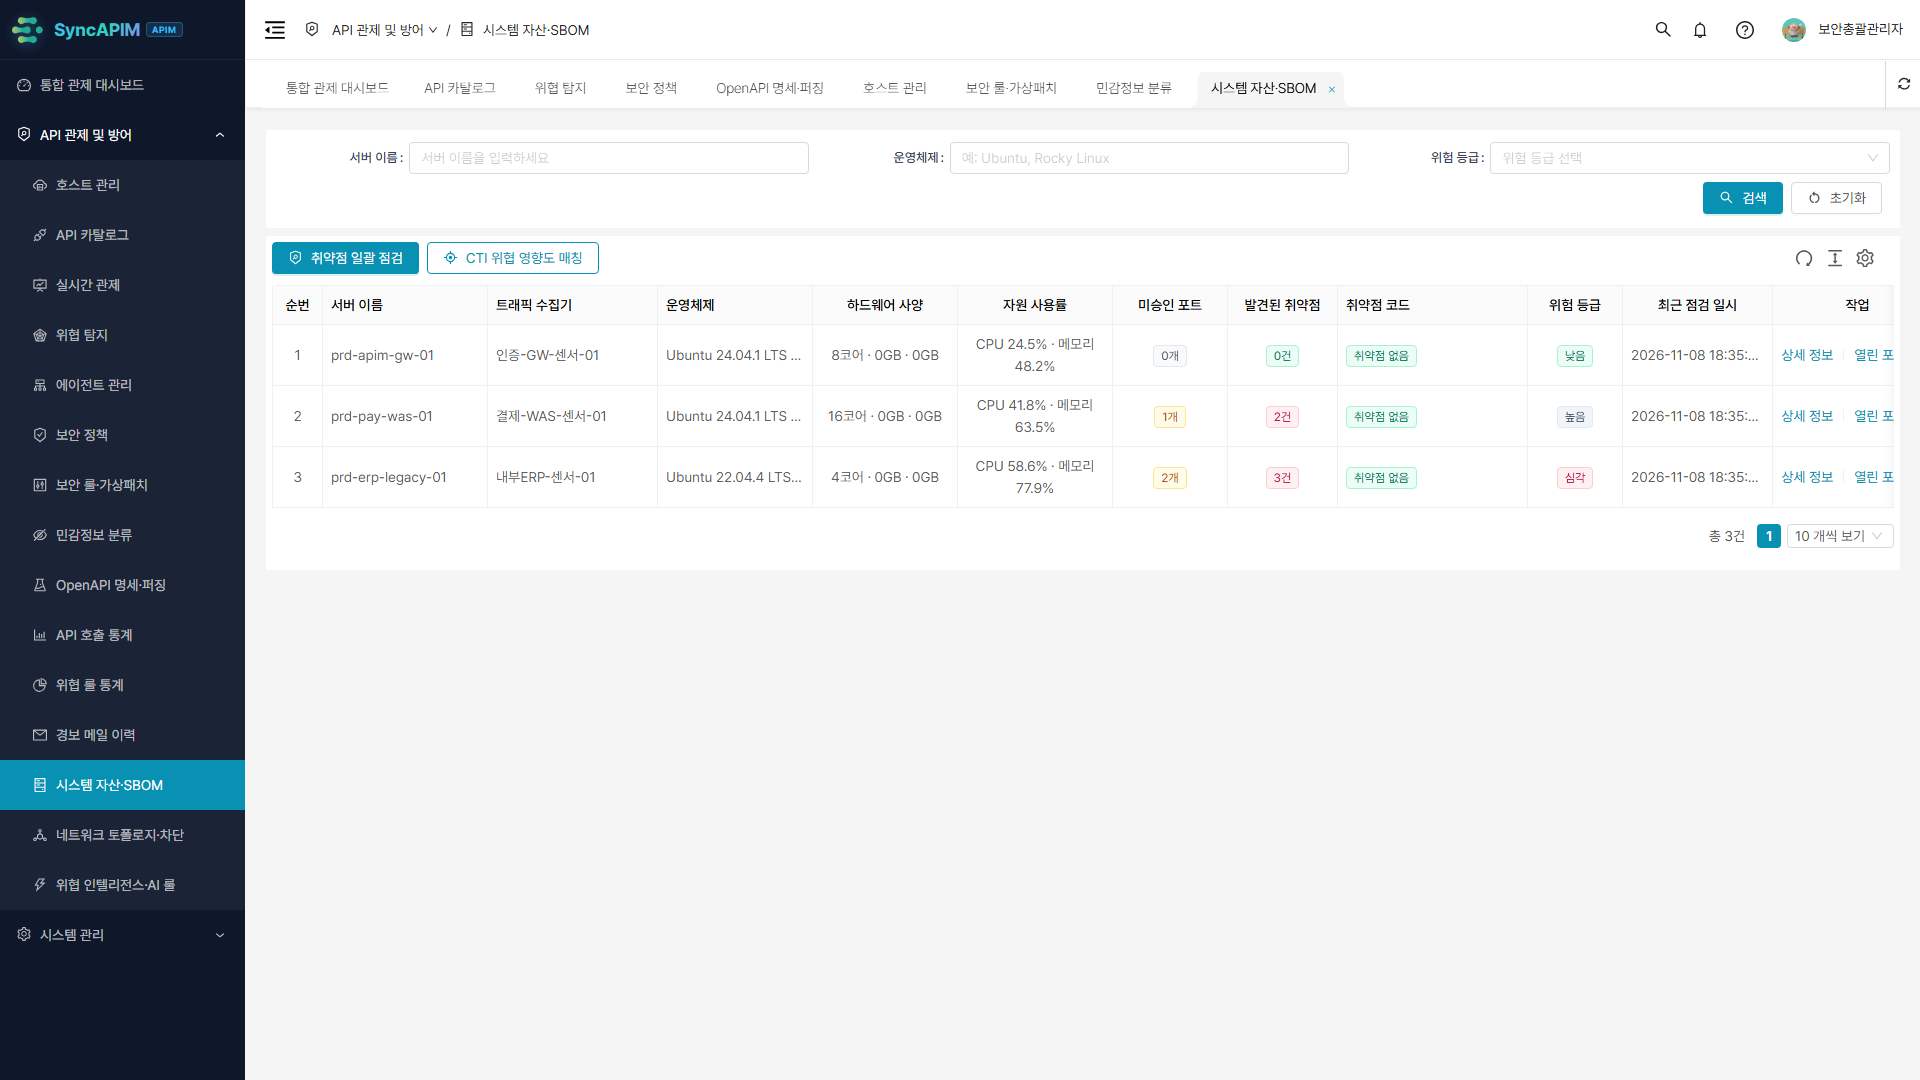 SyncAPIM APIM
API 관제 및 방어 / 시스템 자산·SBOM
보안총괄관리자
통합 관제 대시보드 API 카탈로그 위협 탐지 보안 정책 OpenAPI 명세·퍼징 호스트 관리 보안 룰·가상패치 민감정보 분류 시스템 자산·SBOM ×
통합 관제 대시보드
API 관제 및 방어
호스트 관리
API 카탈로그
실시간 관제
위협 탐지
에이전트 관리
보안 정책
보안 룰·가상패치
민감정보 분류
OpenAPI 명세·퍼징
API 호출 통계
위협 룰 통계
경보 메일 이력
시스템 자산·SBOM
네트워크 토폴로지·차단
위협 인텔리전스·AI 룰
시스템 관리
서버 이름 : 서버 이름을 입력하세요 운영체제 : 예: Ubuntu, Rocky Linux 위험 등급 : 위험 등급 선택
검색 초기화
취약점 일괄 점검 CTI 위협 영향도 매칭
순번 서버 이름 트래픽 수집기 운영체제 하드웨어 사양 자원 사용률 미승인 포트 발견된 취약점 취약점 코드 위험 등급 최근 점검 일시 작업
1 prd-apim-gw-01 인증-GW-센서-01 Ubuntu 24.04.1 LTS ... 8코어 · 0GB · 0GB CPU 24.5% · 메모리 48.2% 0개 0건 취약점 없음 낮음 2026-11-08 18:35:... 상세 정보 열린 포
2 prd-pay-was-01 결제-WAS-센서-01 Ubuntu 24.04.1 LTS ... 16코어 · 0GB · 0GB CPU 41.8% · 메모리 63.5% 1개 2건 취약점 없음 높음 2026-11-08 18:35:... 상세 정보 열린 포
3 prd-erp-legacy-01 내부ERP-센서-01 Ubuntu 22.04.4 LTS... 4코어 · 0GB · 0GB CPU 58.6% · 메모리 77.9% 2개 3건 취약점 없음 심각 2026-11-08 18:35:... 상세 정보 열린 포
총 3건 1 10 개씩 보기